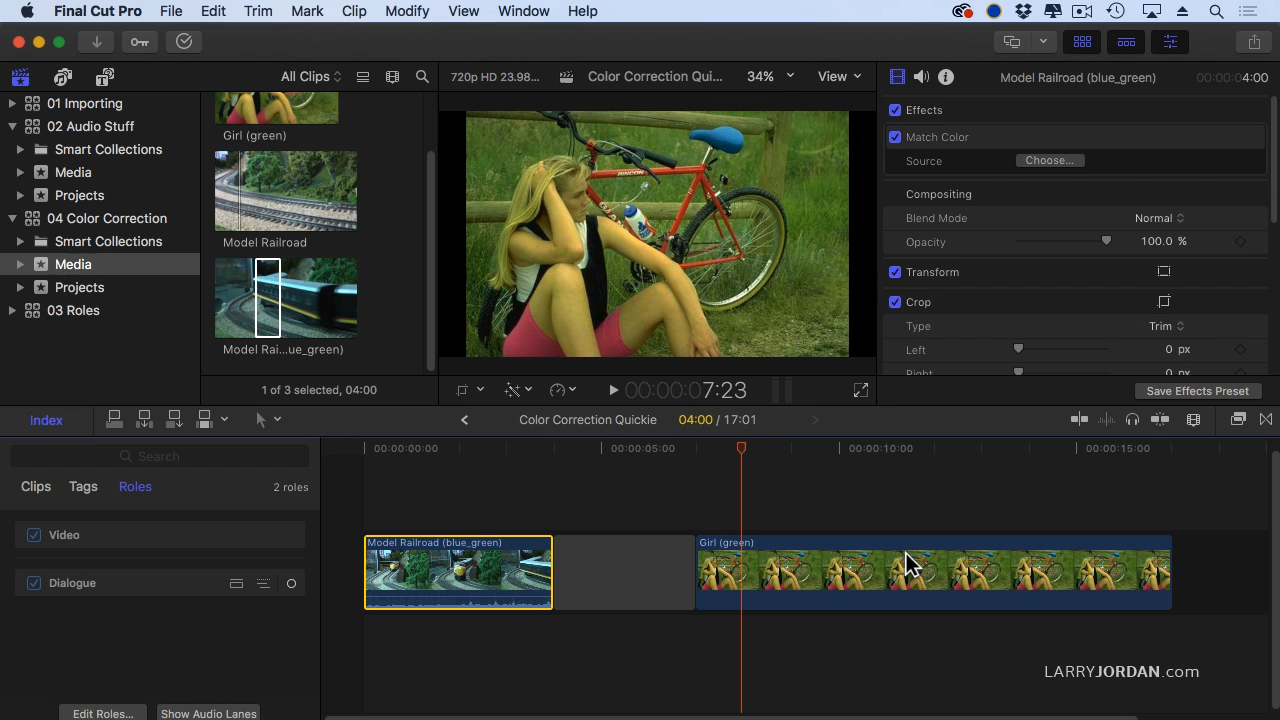 Final Cut Pro File Edit Trim Mark Clip Modify View Window Help
All Clips
720p HD 23.98... Color Correction Qui... 34% View
Model Railroad (blue_green) 00:00:04:00
01 Importing
02 Audio Stuff
Smart Collections
Media
Projects
04 Color Correction
Smart Collections
Media
Projects
03 Roles
Girl (green)
Model Railroad
Model Rai...ue_green)
1 of 3 selected, 04:00
RINCON
00:00:07:23
Effects
Match Color
Source Choose...
Compositing
Blend Mode Normal
Opacity 100.0 %
Transform
Crop
Type Trim
Left 0 px
Right 0 px
Save Effects Preset
Index
Color Correction Quickie 04:00 / 17:01
Search
Clips Tags Roles 2 roles
Video
Dialogue
Edit Roles... Show Audio Lanes
00:00:00:00 00:00:05:00 00:00:10:00 00:00:15:00
Model Railroad (blue_green) Girl (green)
LARRYJORDAN.com